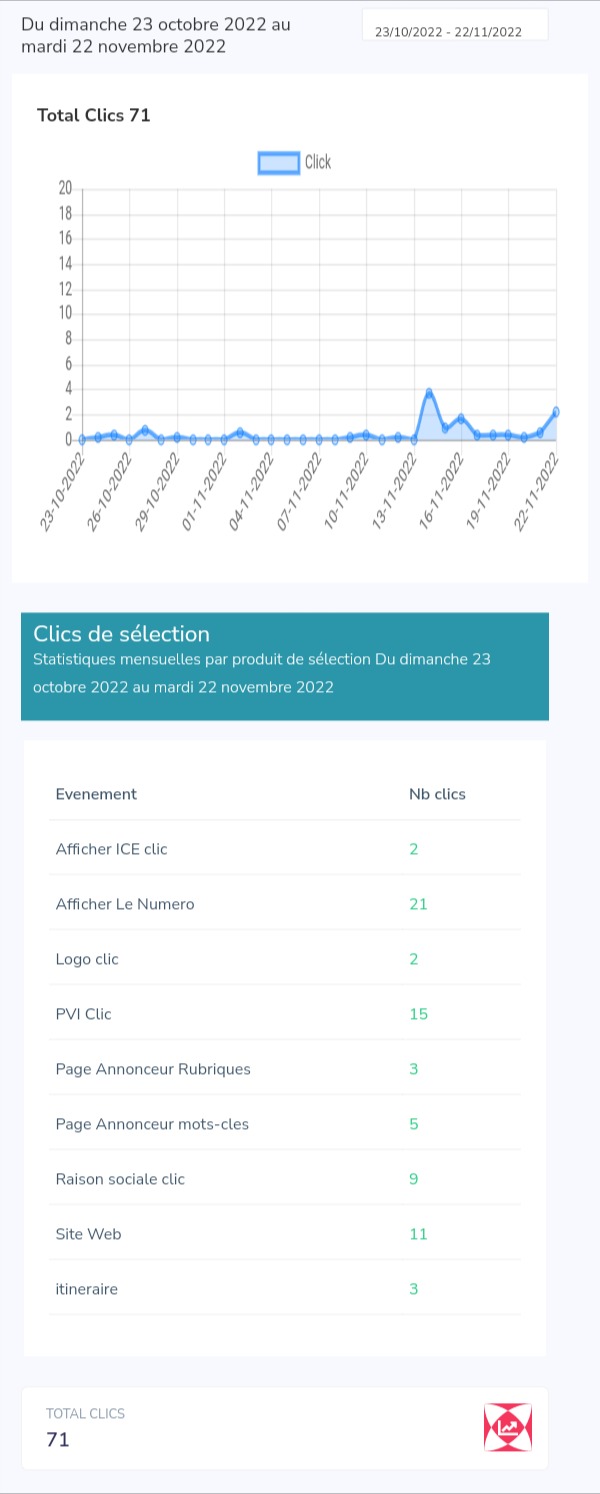 Du dimanche 23 octobre 2022 au
mardi 22 novembre 2022
23/10/2022 - 22/11/2022
Total Clics 71
Click
20
18
16
14
12
10
8
6
4
2
0
23-10-2022
26-10-2022
29-10-2022
01-11-2022
04-11-2022
07-11-2022
10-11-2022
13-11-2022
16-11-2022
19-11-2022
22-11-2022
Clics de sélection
Statistiques mensuelles par produit de sélection Du dimanche 23
octobre 2022 au mardi 22 novembre 2022
Evenement Nb clics
Afficher ICE clic 2
Afficher Le Numero 21
Logo clic 2
PVI Clic 15
Page Annonceur Rubriques 3
Page Annonceur mots-cles 5
Raison sociale clic 9
Site Web 11
itineraire 3
TOTAL CLICS
71